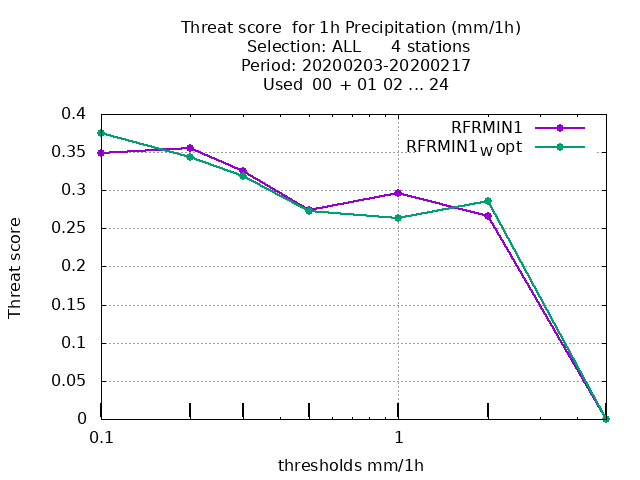 Threat score  for 1h Precipitation (mm/1h)
Selection: ALL      4 stations
Period: 20200203-20200217
Used  00 + 01 02 ... 24
0.4
0.35
0.3
0.25
0.2
0.15
0.1
0.05
0
Threat score
RFRMIN1
RFRMIN1W opt
0.1
1
thresholds mm/1h